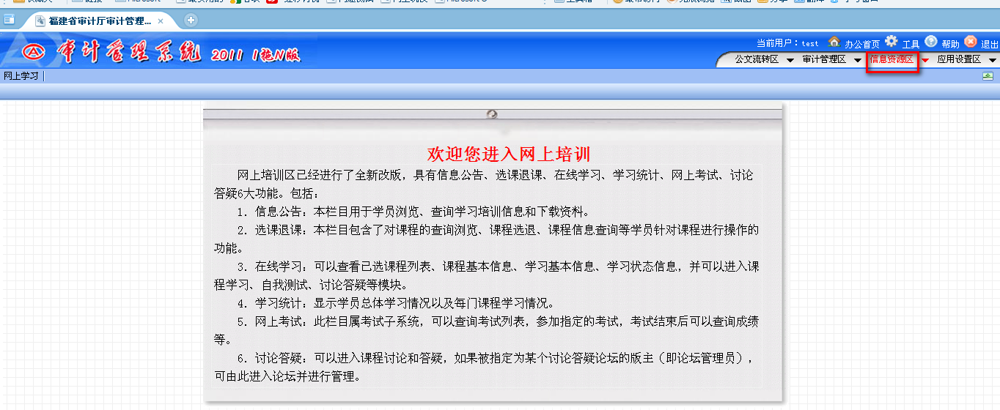 福建省审计厅审计管理...
审计管理系统 2011 1拖N版
当前用户：test 办公首页 工具 帮助 退出
公文流转区 审计管理区 信息资源区 应用设置区
网上学习
欢迎您进入网上培训
网上培训区已经进行了全新改版，具有信息公告、选课退课、在线学习、学习统计、网上考试、讨论
答疑6大功能。包括：
1. 信息公告：本栏目用于学员浏览、查询学习培训信息和下载资料。
2. 选课退课：本栏目包含了对课程的查询浏览、课程选退、课程信息查询等学员针对课程进行操作的
功能。
3. 在线学习：可以查看已选课程列表、课程基本信息、学习基本信息、学习状态信息，并可以进入课
程学习、自我测试、讨论答疑等模块。
4. 学习统计：显示学员总体学习情况以及每门课程学习情况。
5. 网上考试：此栏目属考试子系统，可以查询考试列表，参加指定的考试，考试结束后可以查询成绩
等。
6. 讨论答疑：可以进入课程讨论和答疑，如果被指定为某个讨论答疑论坛的版主（即论坛管理员），
可由此进入论坛并进行管理。